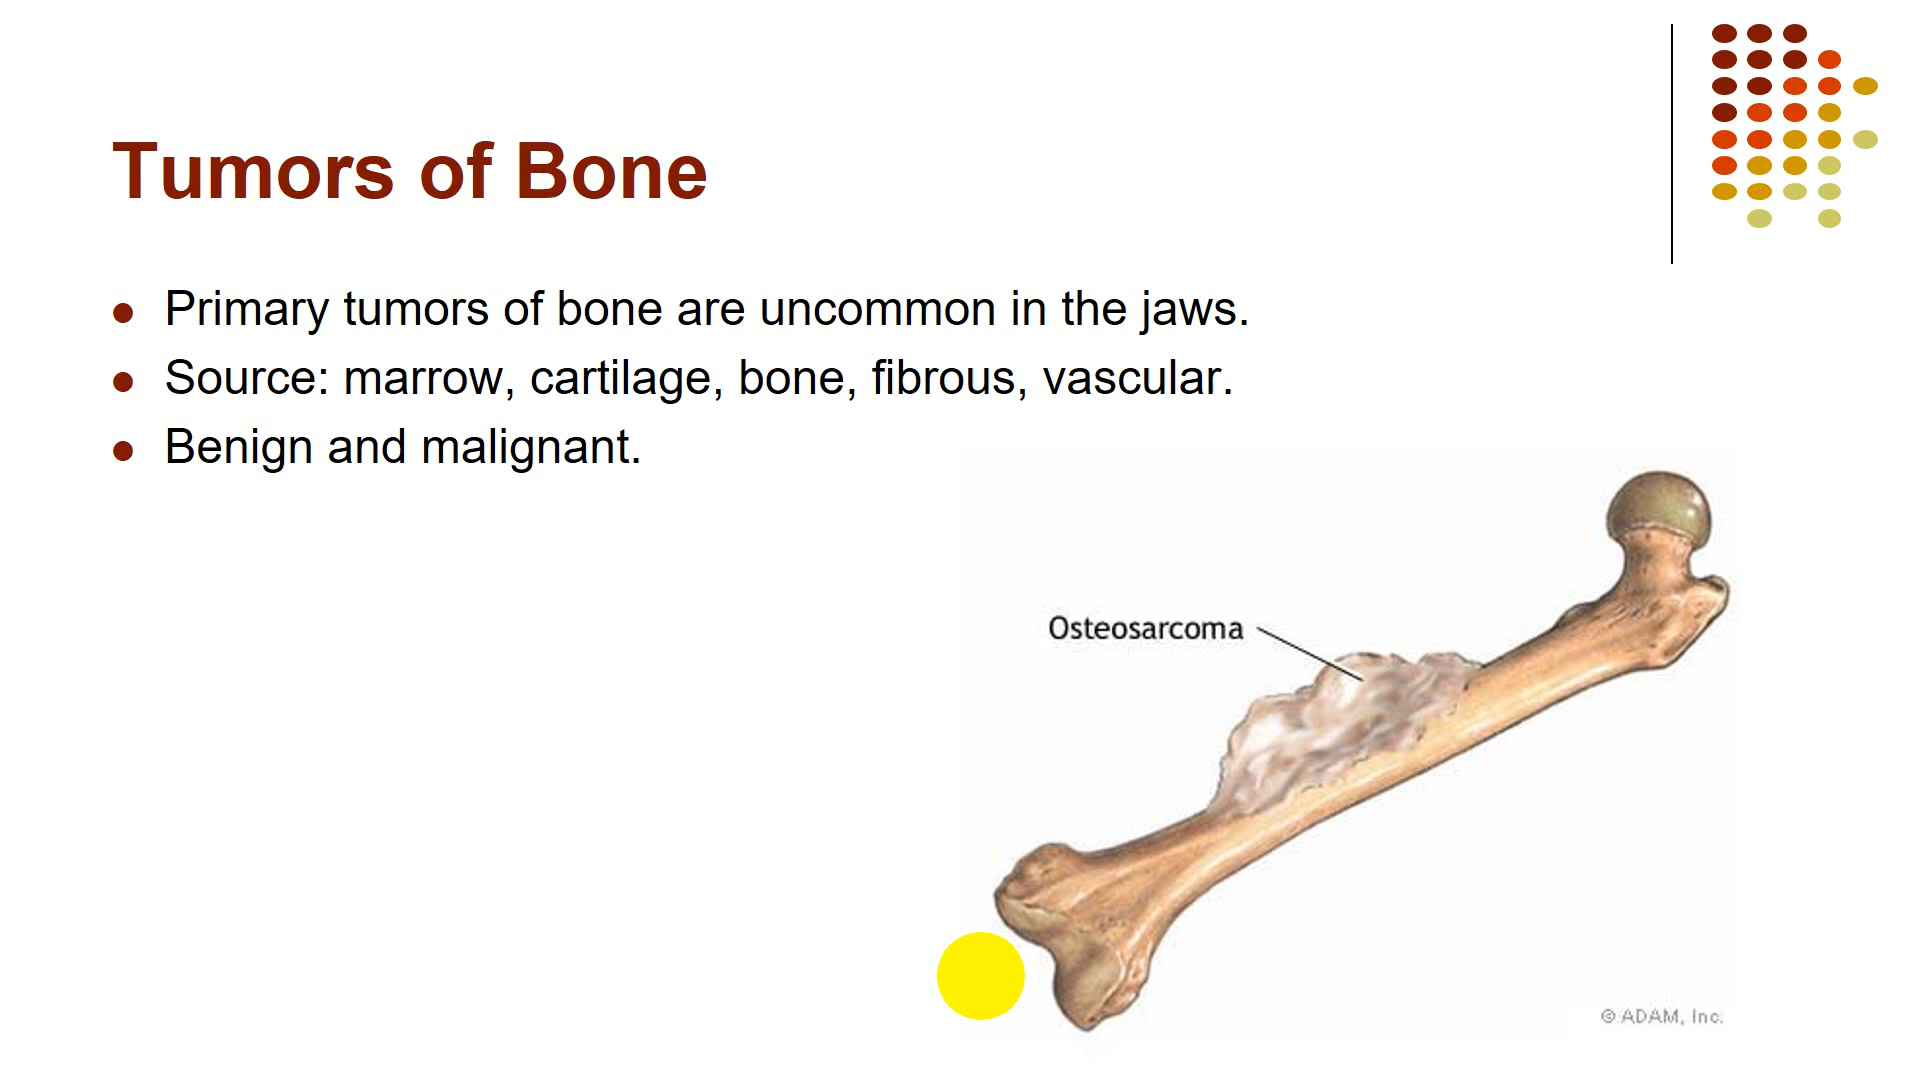 Tumors of Bone
Primary tumors of bone are uncommon in the jaws.
Source: marrow, cartilage, bone, fibrous, vascular.
Benign and malignant.
Osteosarcoma
© ADAM, Inc.